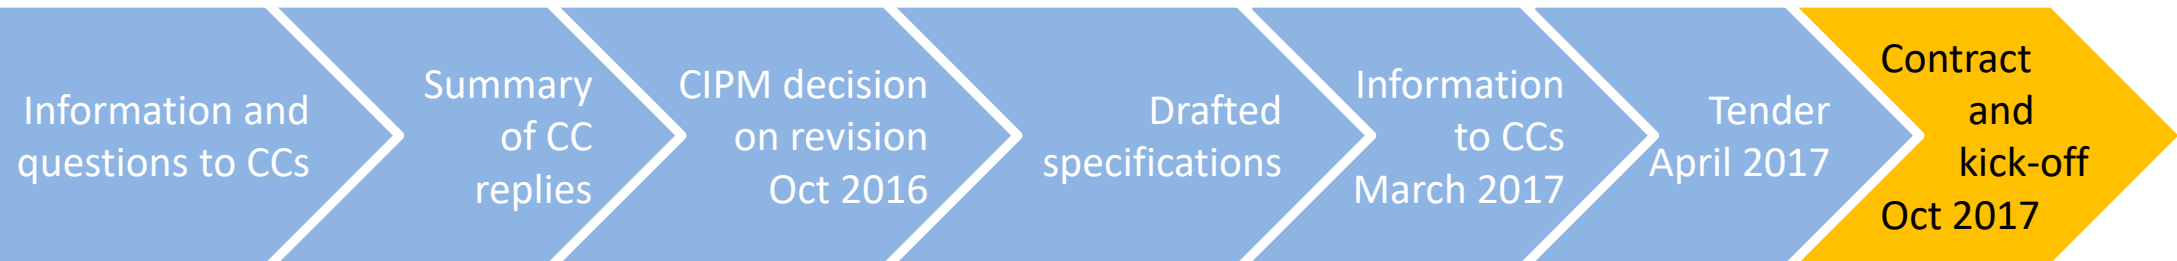 Information and
questions to CCs
Summary
of CC
replies
CIPM decision
on revision
Oct 2016
Drafted
specifications
Information
to CCs
March 2017
Tender
April 2017
Contract
and
kick-off
Oct 2017